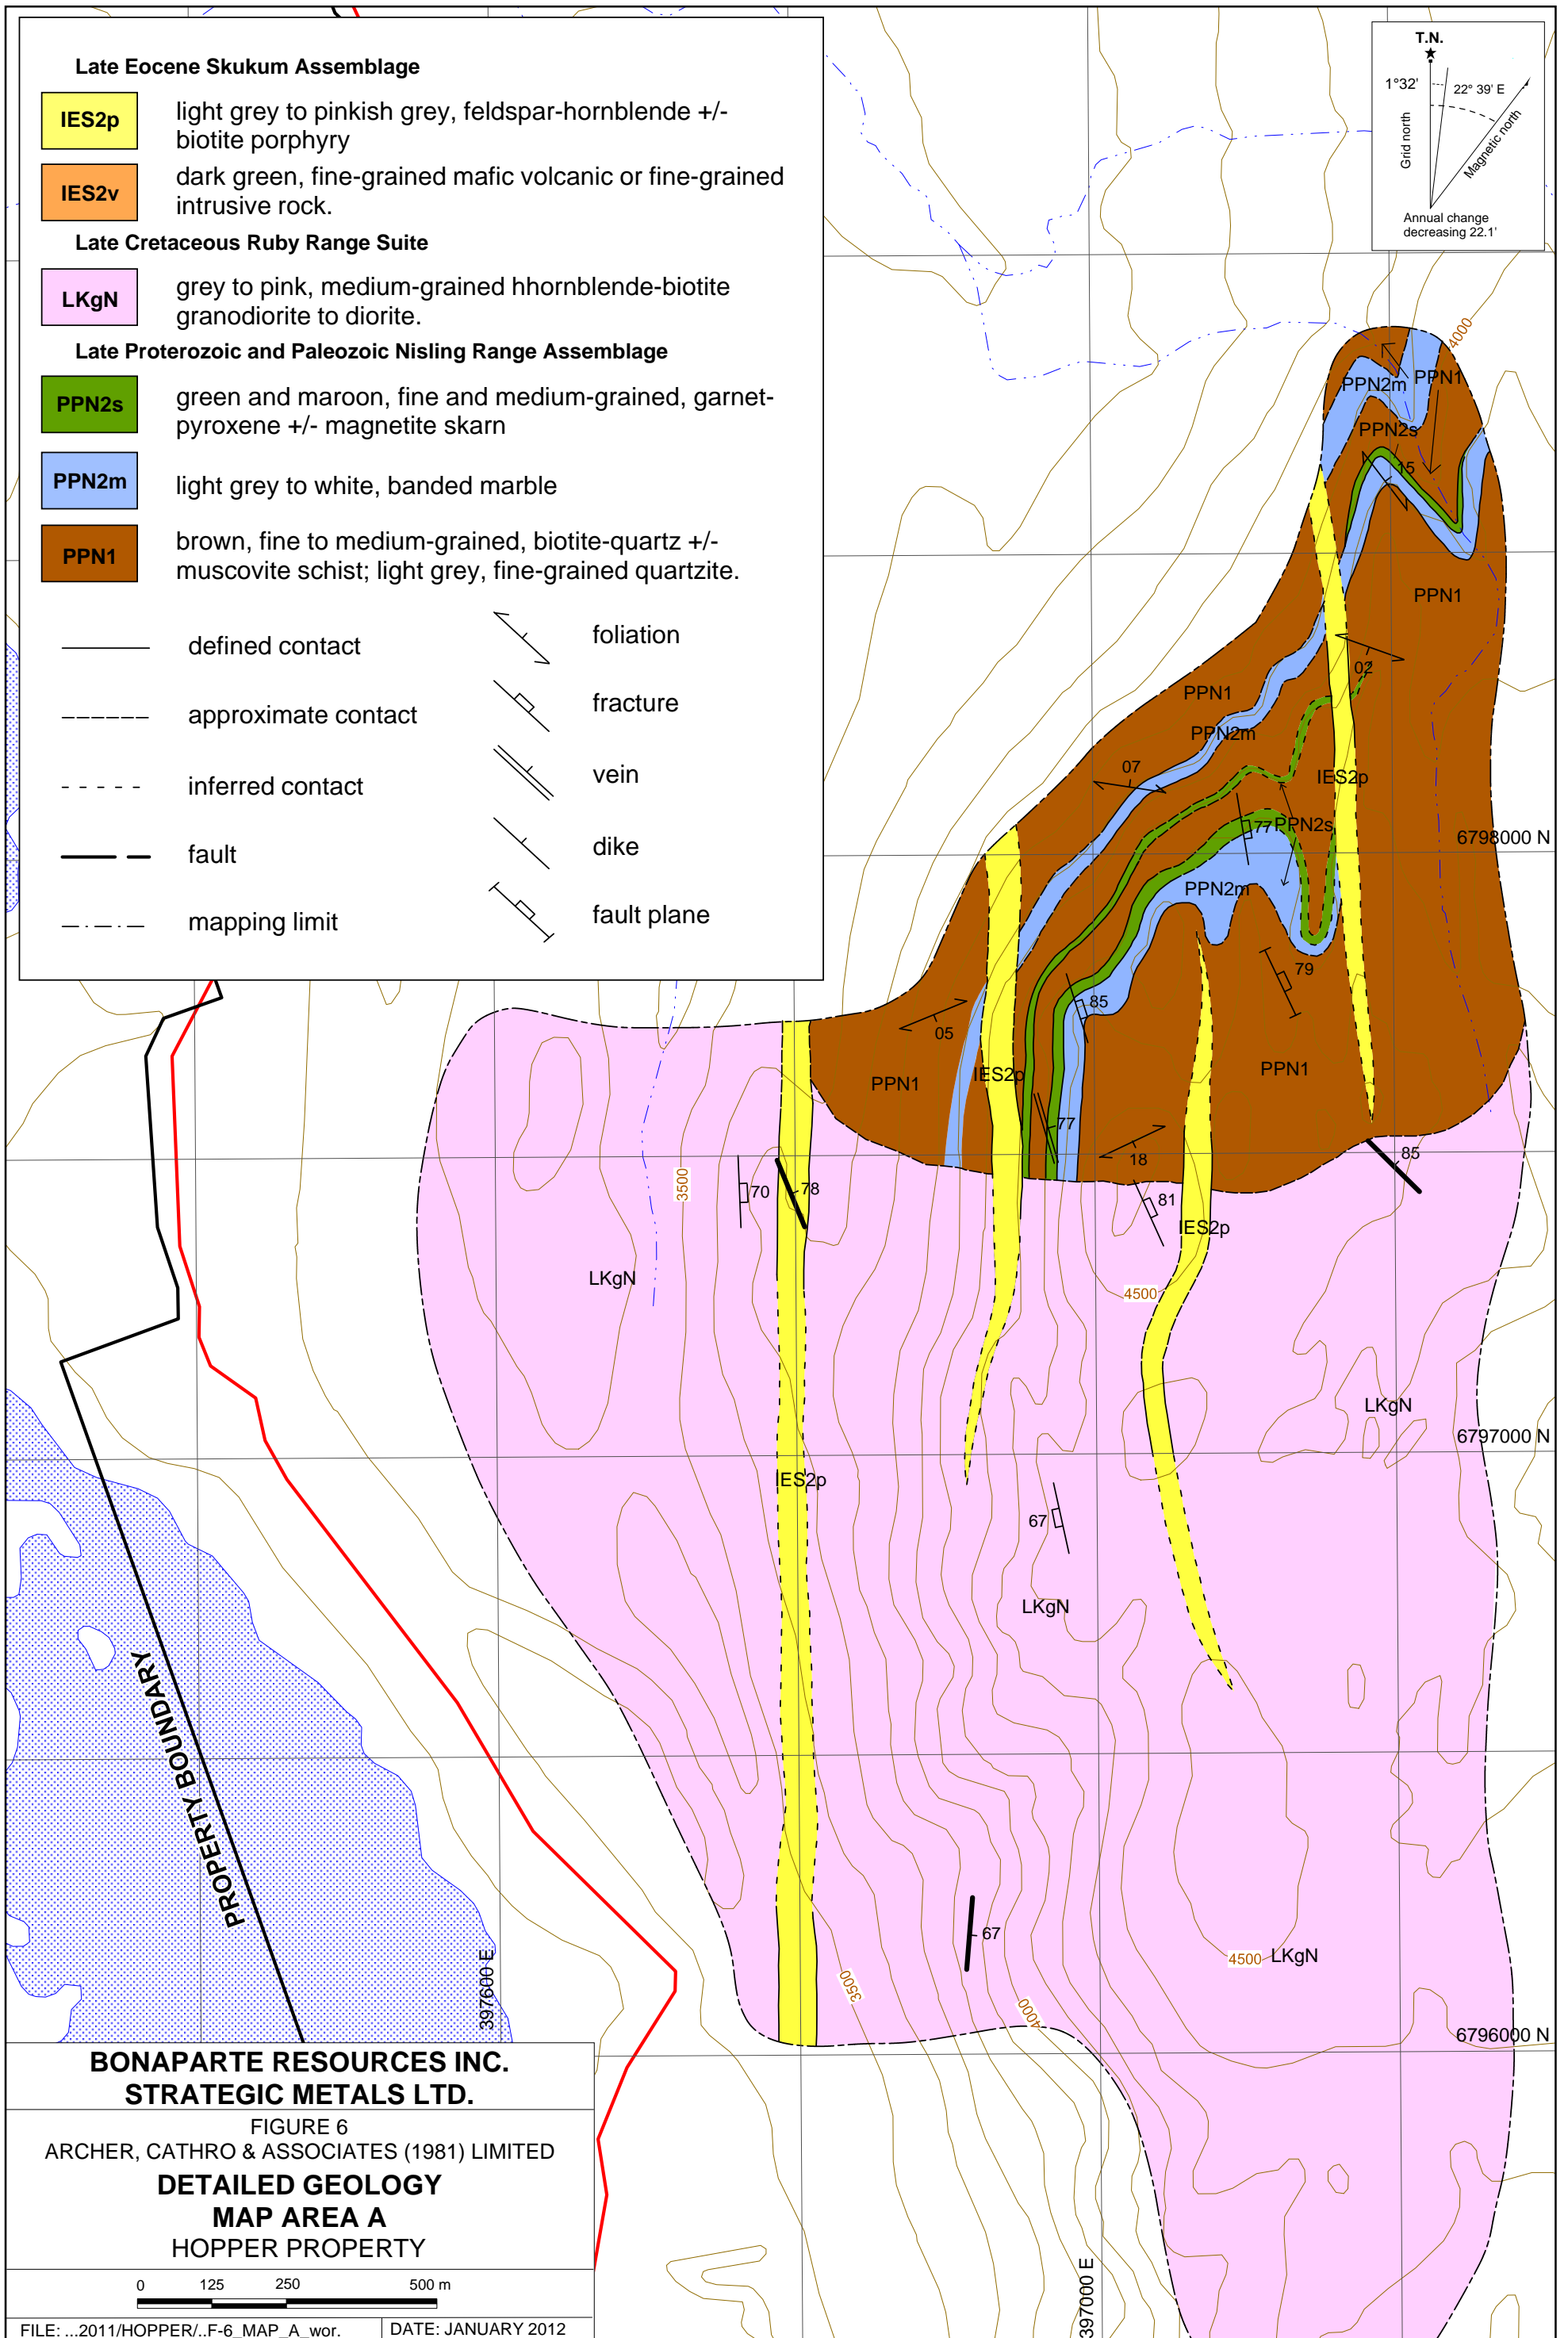 Late Eocene Skukum Assemblage
IES2p
light grey to pinkish grey, feldspar-hornblende +/-
biotite porphyry
IES2v
dark green, fine-grained mafic volcanic or fine-grained
intrusive rock.
Late Cretaceous Ruby Range Suite
LKgN
grey to pink, medium-grained hhornblende-biotite
granodiorite to diorite.
Late Proterozoic and Paleozoic Nisling Range Assemblage
PPN2s
green and maroon, fine and medium-grained, garnet-
pyroxene +/- magnetite skarn
PPN2m
light grey to white, banded marble
PPN1
brown, fine to medium-grained, biotite-quartz +/-
muscovite schist; light grey, fine-grained quartzite.
defined contact
foliation
approximate contact
fracture
inferred contact
vein
fault
dike
mapping limit
fault plane
T.N.
1°32'
22° 39' E
Grid north
Magnetic north
Annual change
decreasing 22.1'
4000
PPN2m
PPN1
PPN2s
15
PPN1
02
PPN1
PPN2m
07
IES2p
77
PPN2s
6798000 N
PPN2m
79
85
05
PPN1
IES2p
PPN1
77
18
85
3500
70
78
81
IES2p
LKgN
4500
LKgN
6797000 N
IES2p
67
LKgN
PROPERTY BOUNDARY
67
4500
LKgN
397600 E
3500
4000
6796000 N
397000 E
BONAPARTE RESOURCES INC.
STRATEGIC METALS LTD.
FIGURE 6
ARCHER, CATHRO & ASSOCIATES (1981) LIMITED
DETAILED GEOLOGY
MAP AREA A
HOPPER PROPERTY
0 125 250 500 m
FILE: ...2011/HOPPER/..F-6_MAP_A_wor.
DATE: JANUARY 2012